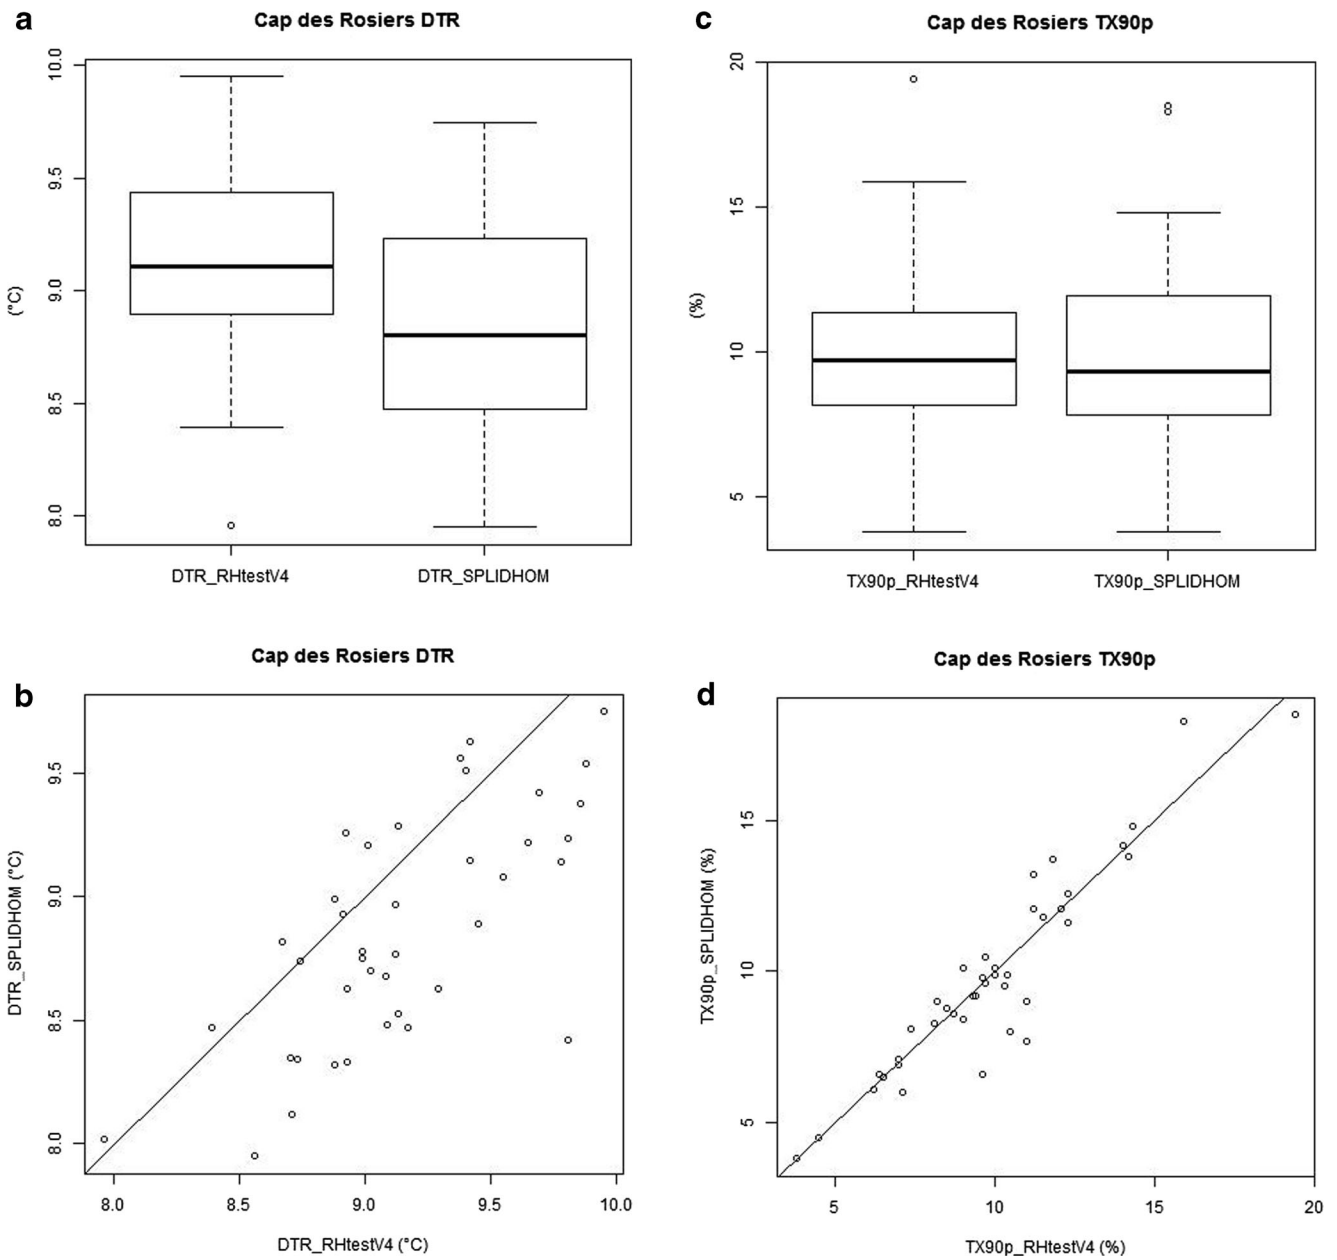 a
Cap des Rosiers DTR
10.0
9.5
9.0
8.5
8.0
(°C)
DTR_RHtestV4
DTR_SPLIDHOM
c
Cap des Rosiers TX90p
20
15
10
5
(%)
TX90p_RHtestV4
TX90p_SPLIDHOM
b
Cap des Rosiers DTR
9.5
9.0
8.5
8.0
DTR_SPLIDHOM (°C)
8.0 8.5 9.0 9.5 10.0
DTR_RHtestV4 (°C)
d
Cap des Rosiers TX90p
15
10
5
TX90p_SPLIDHOM (%)
5 10 15 20
TX90p_RHtestV4 (%)